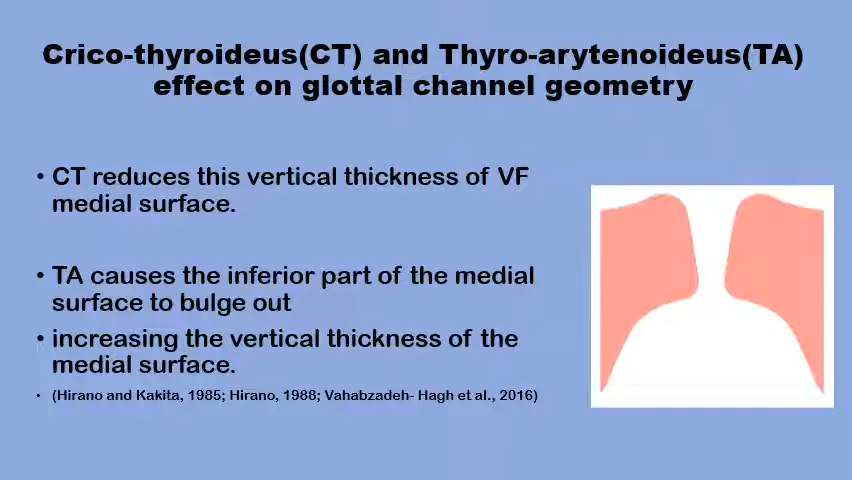 Crico-thyroideus(CT) and Thyro-arytenoideus(TA)
effect on glottal channel geometry
• CT reduces this vertical thickness of VF
medial surface.
• TA causes the inferior part of the medial
surface to bulge out
• increasing the vertical thickness of the
medial surface.
• (Hirano and Kakita, 1985; Hirano, 1988; Vahabzadeh- Hagh et al., 2016)